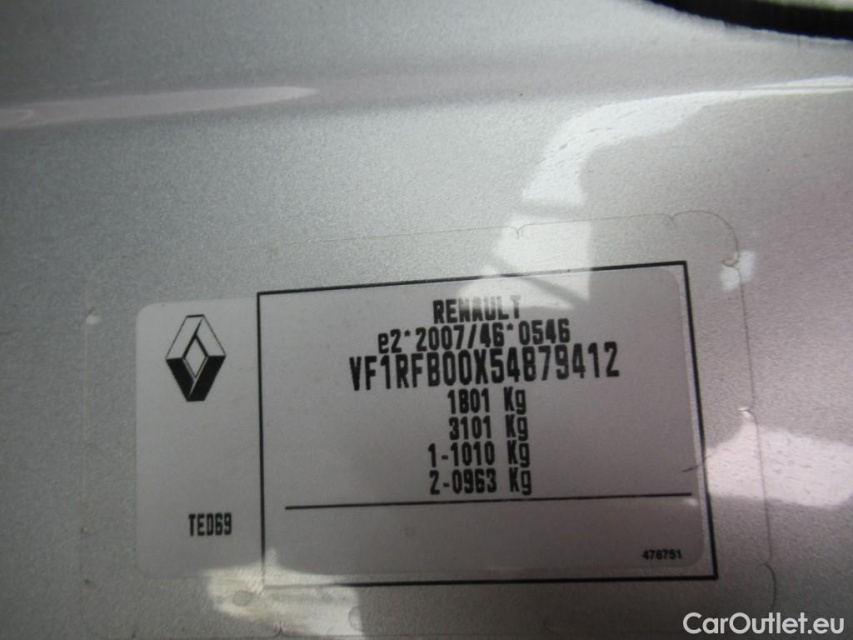 RENAULT
e2*2007/46*0546
VF1RFB00X54879412
1801 Kg
3101 Kg
1-1010 Kg
2-0963 Kg
TED69
478751
CarOutlet.eu